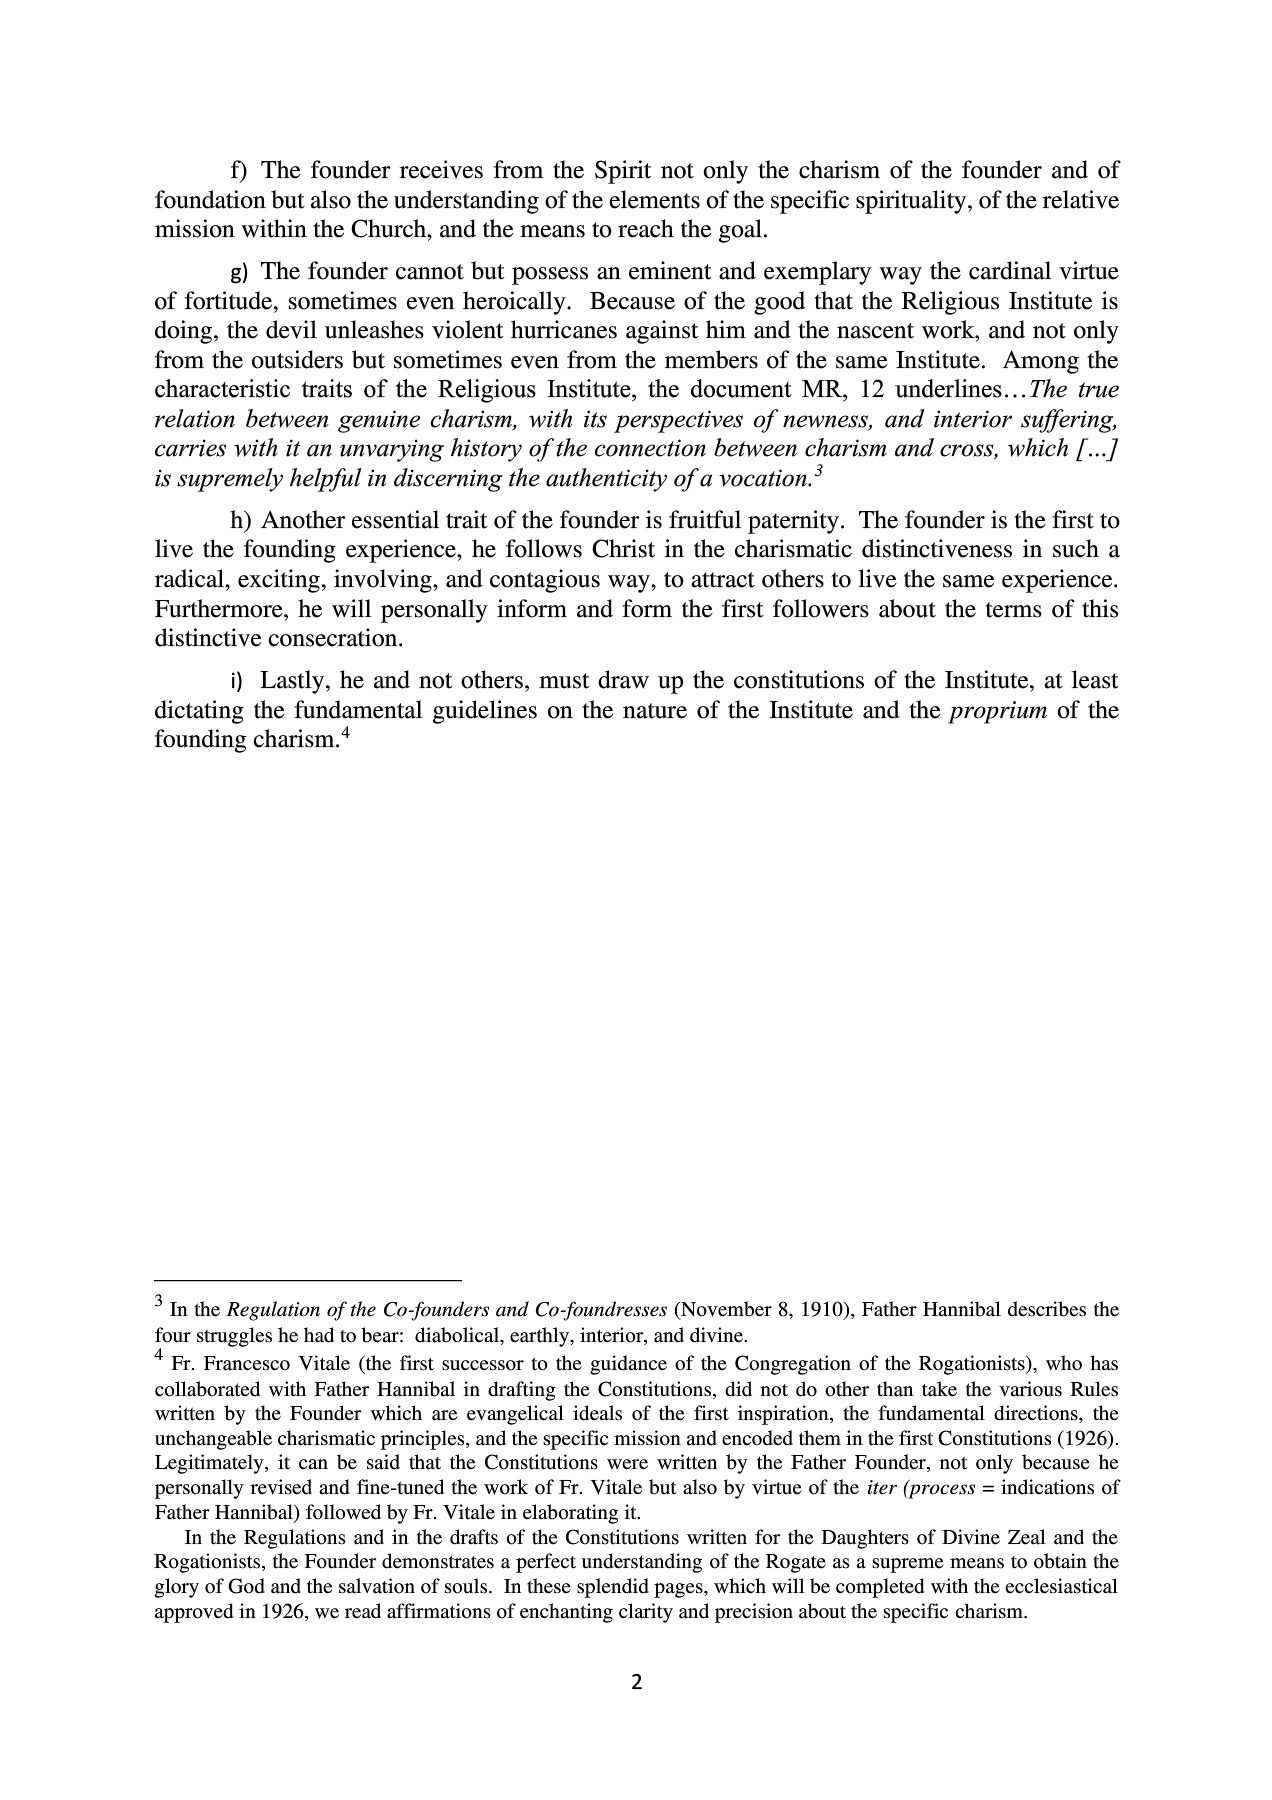 f) The founder receives from the Spirit not only the charism of the founder and of
foundation but also the understanding of the elements of the specific spirituality, of the relative
mission within the Church, and the means to reach the goal.
g) The founder cannot but possess an eminent and exemplary way the cardinal virtue
of fortitude, sometimes even heroically. Because of the good that the Religious Institute is
doing, the devil unleashes violent hurricanes against him and the nascent work, and not only
from the outsiders but sometimes even from the members of the same Institute. Among the
characteristic traits of the Religious Institute, the document MR, 12 underlines…The true
relation between genuine charism, with its perspectives of newness, and interior suffering,
carries with it an unvarying history of the connection between charism and cross, which [...]
is supremely helpful in discerning the authenticity of a vocation.3
h) Another essential trait of the founder is fruitful paternity. The founder is the first to
live the founding experience, he follows Christ in the charismatic distinctiveness in such a
radical, exciting, involving, and contagious way, to attract others to live the same experience.
Furthermore, he will personally inform and form the first followers about the terms of this
distinctive consecration.
i) Lastly, he and not others, must draw up the constitutions of the Institute, at least
dictating the fundamental guidelines on the nature of the Institute and the proprium of the
founding charism.4
3 In the Regulation of the Co-founders and Co-foundresses (November 8, 1910), Father Hannibal describes the
four struggles he had to bear: diabolical, earthly, interior, and divine.
4 Fr. Francesco Vitale (the first successor to the guidance of the Congregation of the Rogationists), who has
collaborated with Father Hannibal in drafting the Constitutions, did not do other than take the various Rules
written by the Founder which are evangelical ideals of the first inspiration, the fundamental directions, the
unchangeable charismatic principles, and the specific mission and encoded them in the first Constitutions (1926).
Legitimately, it can be said that the Constitutions were written by the Father Founder, not only because he
personally revised and fine-tuned the work of Fr. Vitale but also by virtue of the iter (process = indications of
Father Hannibal) followed by Fr. Vitale in elaborating it.
In the Regulations and in the drafts of the Constitutions written for the Daughters of Divine Zeal and the
Rogationists, the Founder demonstrates a perfect understanding of the Rogate as a supreme means to obtain the
glory of God and the salvation of souls. In these splendid pages, which will be completed with the ecclesiastical
approved in 1926, we read affirmations of enchanting clarity and precision about the specific charism.
2